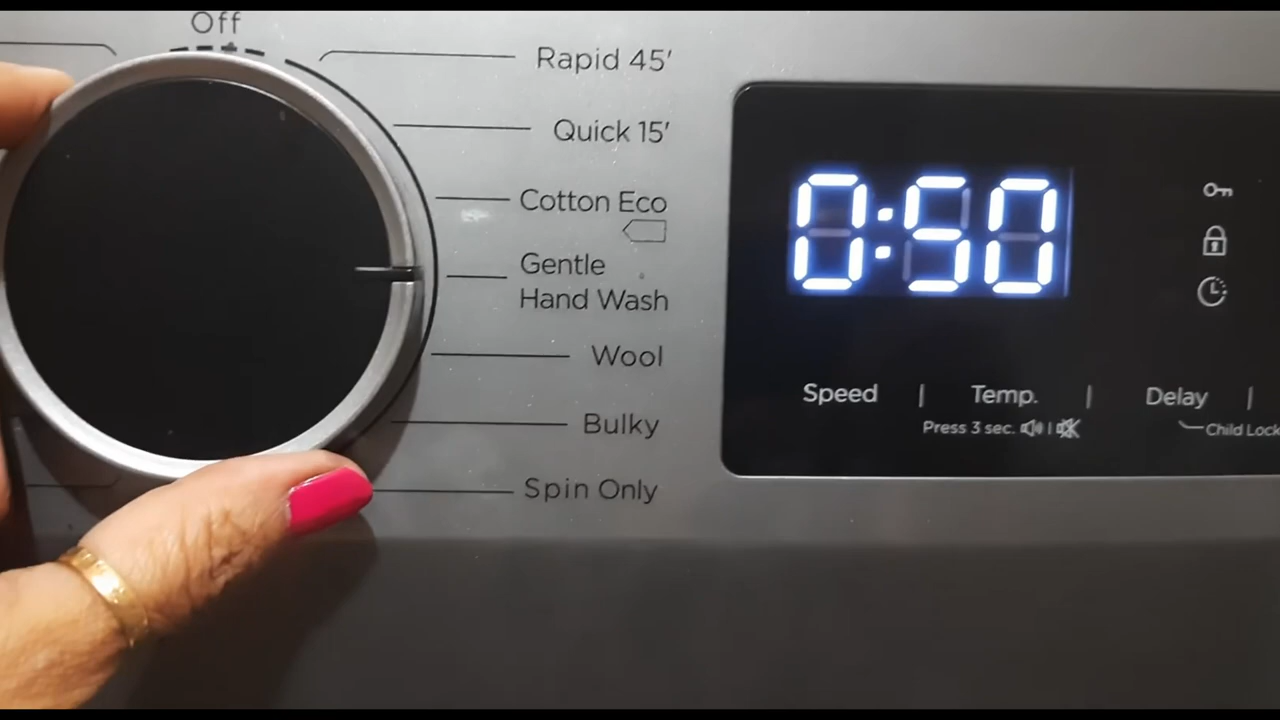 Off
Rapid 45'
Quick 15'
Cotton Eco
Gentle
Hand Wash
Wool
Bulky
Spin Only
0:50
Speed | Temp. | Delay |
Press 3 sec. |
Child Lock